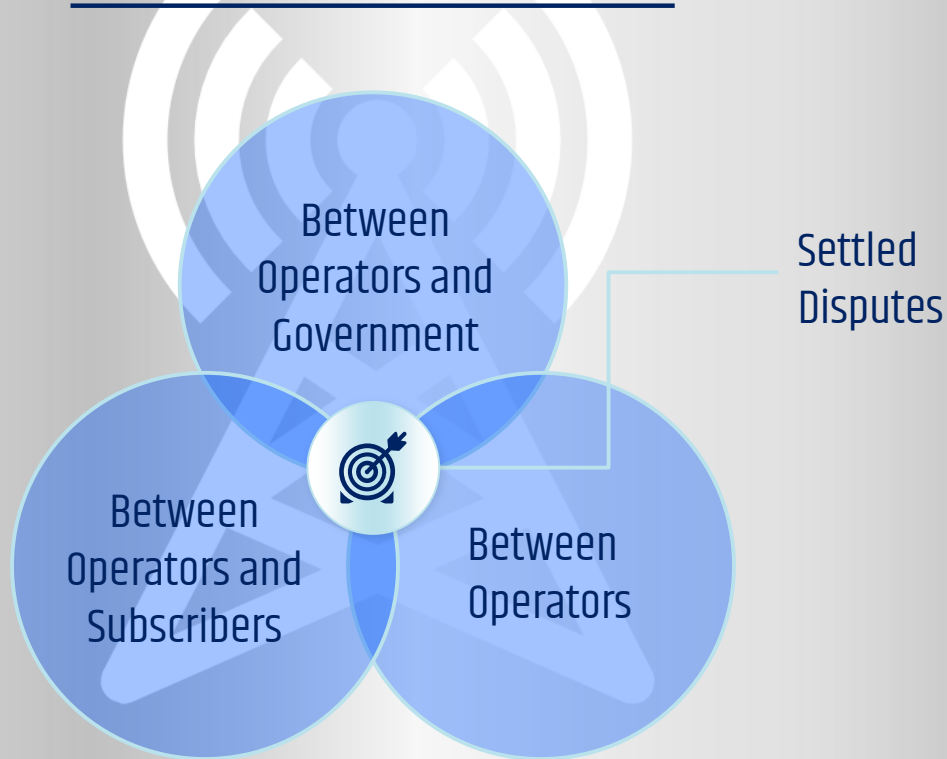 Between
Operators and
Government
Settled
Disputes
Between
Operators and
Subscribers
Between
Operators